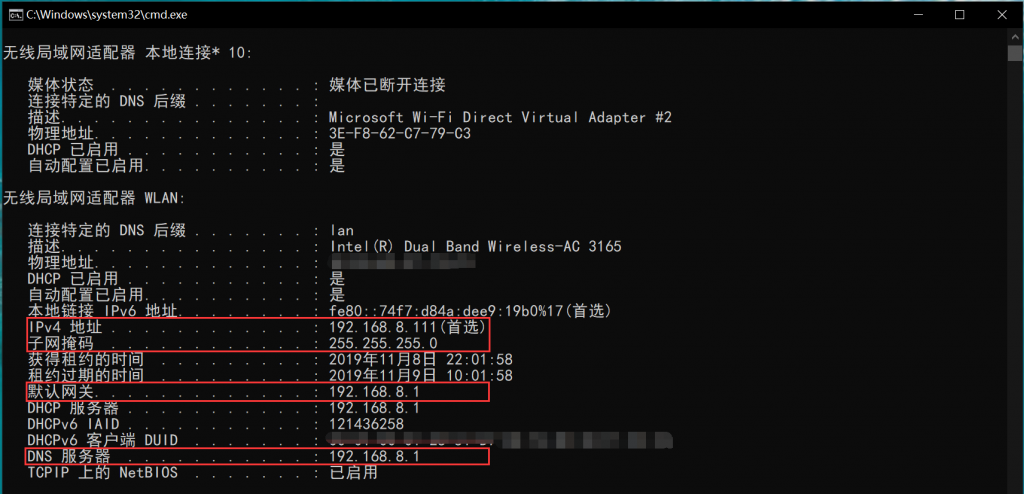 C:\Windows\system32\cmd.exe
无线局域网适配器 本地连接* 10:
媒体状态 . . . . . . . . . . . . : 媒体已断开连接
连接特定的 DNS 后缀 . . . . . . . :
描述. . . . . . . . . . . . . . . : Microsoft Wi-Fi Direct Virtual Adapter #2
物理地址. . . . . . . . . . . . . : 3E-F8-62-C7-79-C3
DHCP 已启用 . . . . . . . . . . . : 是
自动配置已启用. . . . . . . . . . : 是
无线局域网适配器 WLAN:
连接特定的 DNS 后缀 . . . . . . . : lan
描述. . . . . . . . . . . . . . . : Intel(R) Dual Band Wireless-AC 3165
物理地址. . . . . . . . . . . . . :
DHCP 已启用 . . . . . . . . . . . : 是
自动配置已启用. . . . . . . . . . : 是
本地链接 IPv6 地址. . . . . . . . : fe80::74f7:d84a:dee9:19b0%17(首选)
IPv4 地址 . . . . . . . . . . . . : 192.168.8.111(首选)
子网掩码 . . . . . . . . . . . . : 255.255.255.0
获得租约的时间 . . . . . . . . . : 2019年11月8日 22:01:58
租约过期的时间 . . . . . . . . . : 2019年11月9日 10:01:58
默认网关. . . . . . . . . . . . . : 192.168.8.1
DHCP 服务器 . . . . . . . . . . . : 192.168.8.1
DHCPv6 IAID . . . . . . . . . . . : 121436258
DHCPv6 客户端 DUID . . . . . . . :
DNS 服务器 . . . . . . . . . . . : 192.168.8.1
TCPIP 上的 NetBIOS . . . . . . . : 已启用